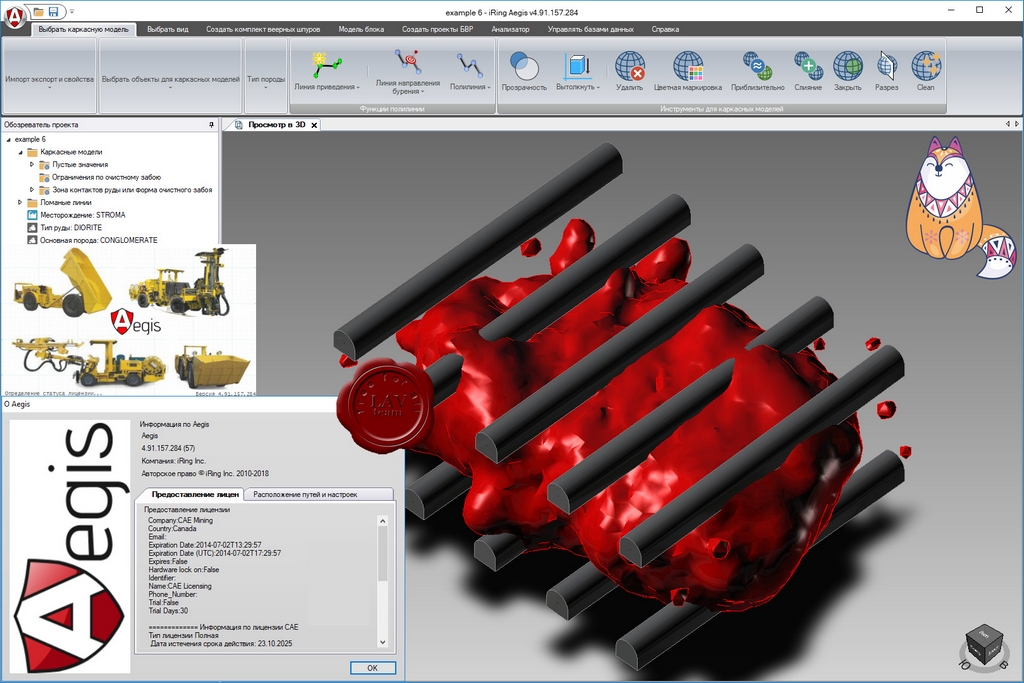 example 6 - iRing Aegis v4.91.157.284
Выбрать каркасную модель
Выбрать вид
Создать комплект веерных шпуров
Модель блока
Создать проекты БВР
Анализатор
Управлять базами данных
Справка
Импорт экспорт и свойства
Выбрать объекты для каркасных моделей
Тип породы
Линия приведения
Линия направления бурения
Полилиния
Прозрачность
Вытолкнуть
Удалить
Цветная маркировка
Приблизительно
Слияние
Закрыть
Разрез
Clean
Функции полилинии
Инструменты для каркасных моделей
Обозреватель проекта
Просмотр в 3D
example 6
Каркасные модели
Пустые значения
Ограничения по очистному забою
Зона контактов руды или форма очистного забоя
Ломаные линии
Месторождение: STROMA
Тип руды: DIORITE
Основная порода: CONGLOMERATE
Aegis
Определение статуса лицензии...
Версия 4.91.157.284
LAV
team
О Aegis
Aegis
Информация по Aegis
Aegis
4.91.157.284 (57)
Компания: iRing Inc.
Авторское право ® iRing Inc. 2010-2018
Предоставление лицен
Расположение путей и настроек
Предоставление лицензии
Company:CAE Mining
Country:Canada
Email:
Expiration Date:2014-07-02T13:29:57
Expiration Date (UTC):2014-07-02T17:29:57
Expires:False
Hardware lock on:False
Identifier:
Name:CAE Licensing
Phone_Number:
Trial:False
Trial Days:30
============= Информация по лицензии CAE
Тип лицензии Полная
Дата истечения срока действия: 23.10.2025
OK
Ю
В